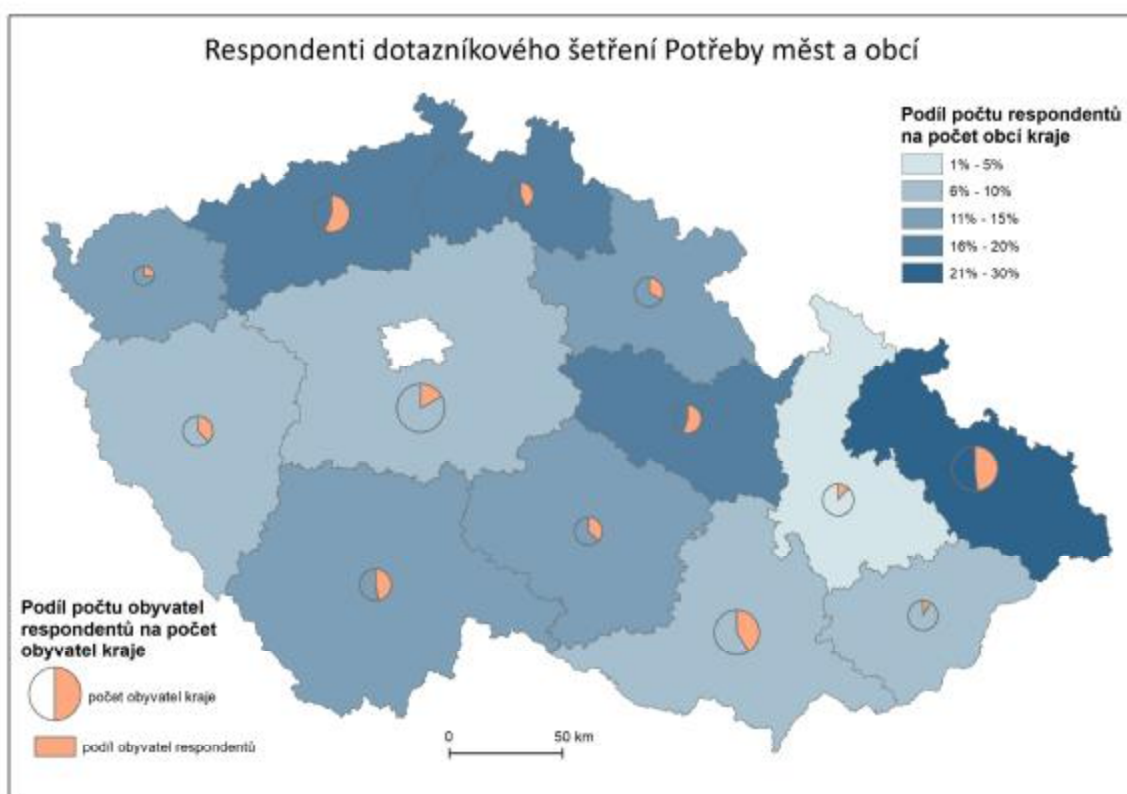 Respondenti dotazníkového šetření Potřeby měst a obcí
Podíl počtu respondentů
na počet obcí kraje
1% - 5%
6% - 10%
11% - 15%
16% - 20%
21% - 30%
Podíl počtu obyvatel
respondentů na počet
obyvatel kraje
počet obyvatel kraje
podíl obyvatel respondentů
0
50 km